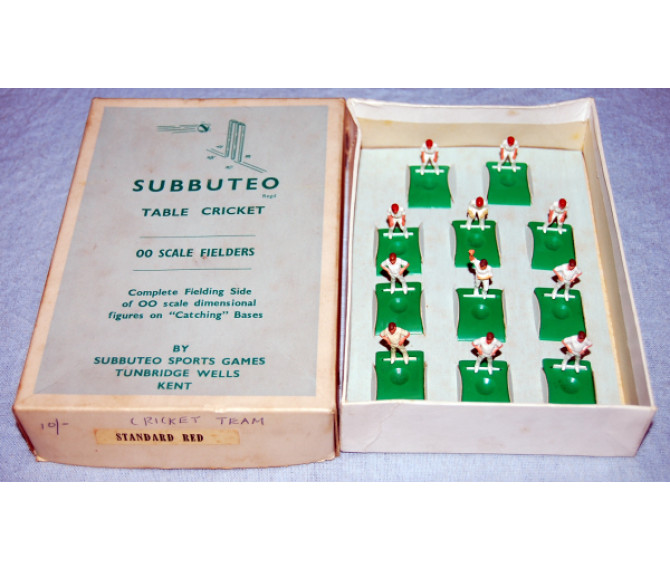 SUBBUTEO
Regd
TABLE CRICKET
OO SCALE FIELDERS
Complete Fielding Side
of OO scale dimensional
figures on "Catching" Bases
BY
SUBBUTEO SPORTS GAMES
TUNBRIDGE WELLS
KENT
10/- CRICKET TEAM
STANDARD RED